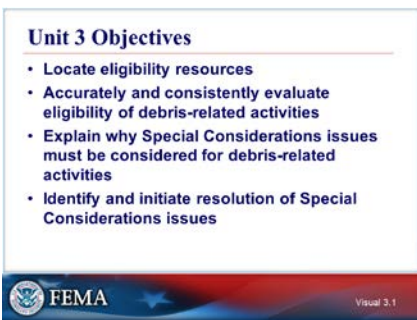 Unit 3 Objectives
• Locate eligibility resources
• Accurately and consistently evaluate
eligibility of debris-related activities
• Explain why Special Considerations issues
must be considered for debris-related
activities
• Identify and initiate resolution of Special
Considerations issues
FEMA
Visual 3.1